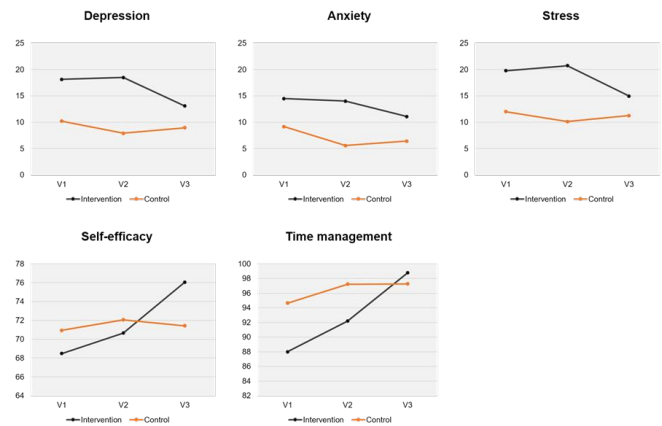 Depression
25
20
15
10
5
0
V1 V2 V3
Intervention Control
Anxiety
25
20
15
10
5
0
V1 V2 V3
Intervention Control
Stress
25
20
15
10
5
0
V1 V2 V3
Intervention Control
Self-efficacy
78
76
74
72
70
68
66
64
V1 V2 V3
Intervention Control
Time management
100
98
96
94
92
90
88
86
84
82
V1 V2 V3
Intervention Control